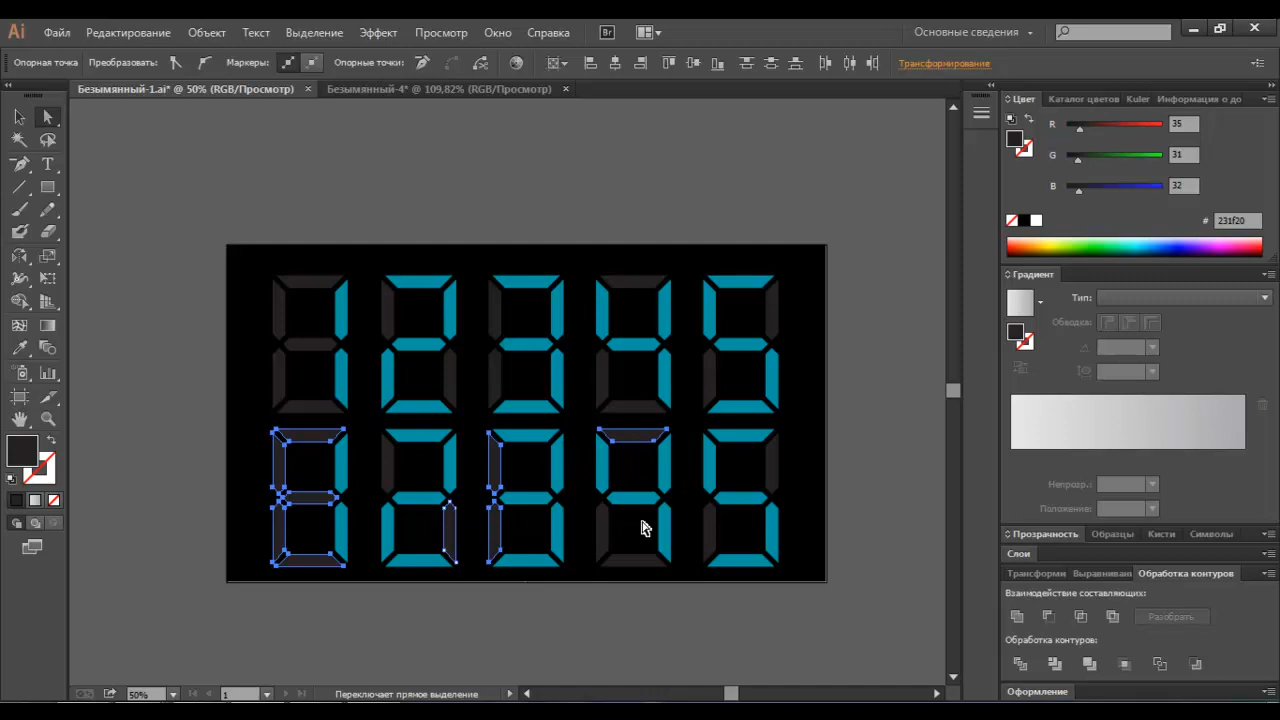 Ai Файл Редактирование Объект Текст Выделение Эффект Просмотр Окно Справка Br Основные сведения
Опорная точка Преобразовать: Маркеры: Опорные точки: Трансформирование
Безымянный-1.ai* @ 50% (RGB/Просмотр) × Безымянный-4* @ 109,82% (RGB/Просмотр) ×
Цвет Каталог цветов Kuler Информация о до
R 35
G 31
B 32
# 231f20
Градиент
Тип:
Обводка:
Непрозр.:
Положение:
Прозрачность Образцы Кисти Символы
Слои
Трансформи Выравниван Обработка контуров
Взаимодействие составляющих:
Разобрать
Обработка контуров:
Оформление
12345
12345
50% 1 Переключает прямое выделение